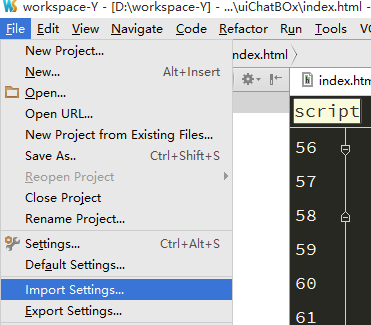 workspace-Y - [D:\workspace-Y] - ...\uiChatBOx\index.html -
File Edit View Navigate Code Refactor Run Tools V
New Project...
New... Alt+Insert
Open...
Open URL...
New Project from Existing Files...
Save As.. Ctrl+Shift+S
Reopen Project
Close Project
Rename Project...
Settings... Ctrl+Alt+S
Default Settings...
Import Settings...
Export Settings...
ndex.html
index.htm
script
56
57
58
59
60
61